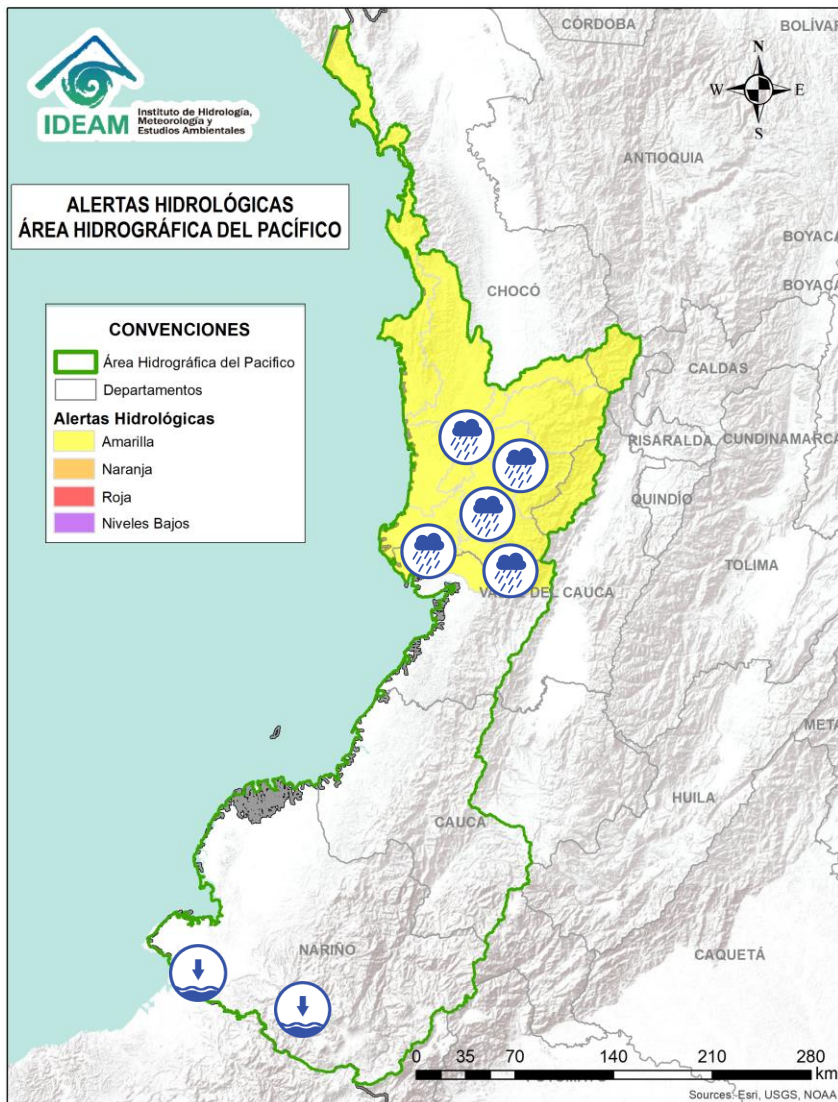 IDEAM
Instituto de Hidrología,
Meteorología y
Estudios Ambientales
ALERTAS HIDROLÓGICAS
ÁREA HIDROGRÁFICA DEL PACÍFICO
CONVENCIONES
Área Hidrográfica del Pacifico
Departamentos
Alertas Hidrológicas
Amarilla
Naranja
Roja
Niveles Bajos
CÓRDOBA
BOLÍVAR
N
W E
S
ANTIOQUIA
BOYACÁ
CHOCÓ
BOYACÁ
CALDAS
RISARALDA
CUNDINAMARCA
QUINDÍO
TOLIMA
VALLE DEL CAUCA
META
HUILA
CAUCA
NARIÑO
CAQUETÁ
0 35 70 140 210 280
km
Sources: Esri, USGS, NOAA